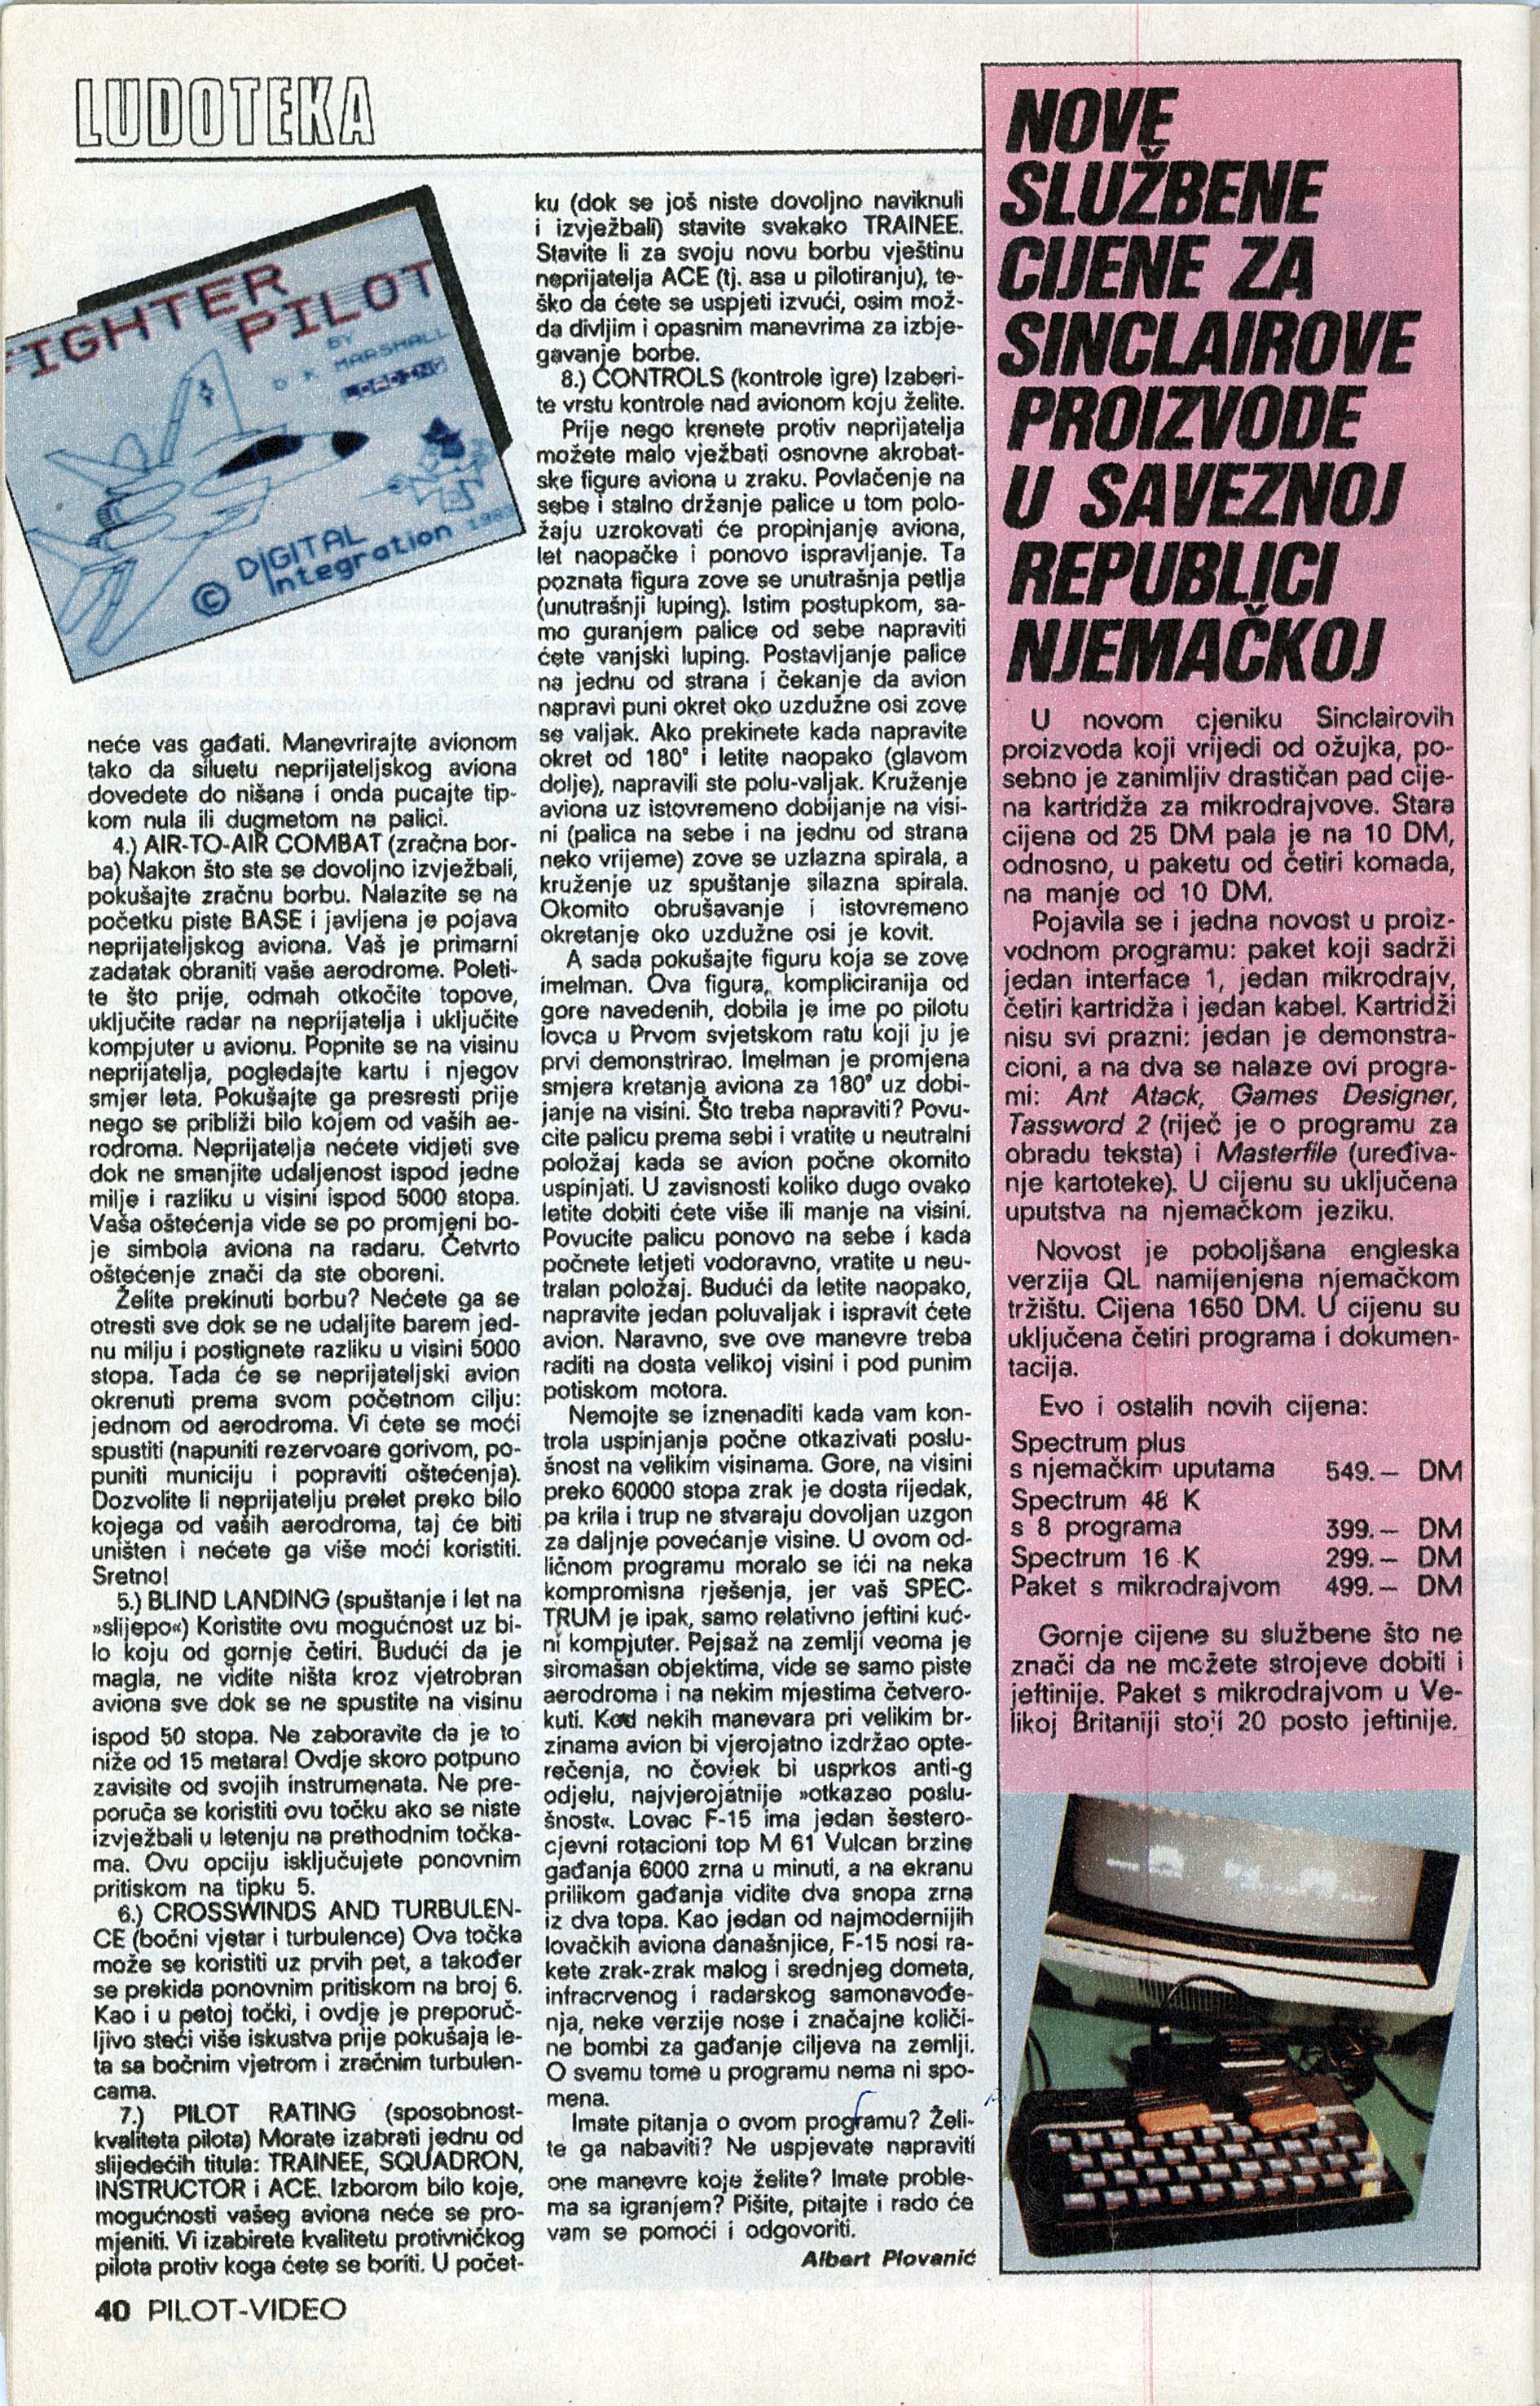 LUDOTEKA
FIGHTER
PILOT
BY
D K MARSHALL
© DIGITAL
Integration
neće vas gađati. Manevrirajte avionom
tako da siluetu neprijateljskog aviona
dovedete do nišana i onda pucajte tip-
kom nula ili dugmetom na palici.
4.) AIR-TO-AIR COMBAT (zračna bor-
ba) Nakon što ste se dovoljno izvježbali,
pokušajte zračnu borbu. Nalazite se na
početku piste BASE i javljena je pojava
neprijateljskog aviona. Vaš je primarni
zadatak obraniti vaše aerodrome. Poleti-
te što prije, odmah otkočite topove,
uključite radar na neprijatelja i uključite
kompjuter u avionu. Popnite se na visinu
neprijatelja, pogledajte kartu i njegov
smjer leta. Pokušajte ga presresti prije
nego se približi bilo kojem od vaših ae-
rodroma. Neprijatelja nećete vidjeti sve
dok ne smanjite udaljenost ispod jedne
milje i razliku u visini ispod 5000 stopa.
Vaša oštećenja vide se po promjeni bo-
je simbola aviona na radaru. Četvrto
oštećenje znači da ste oboreni.
Želite prekinuti borbu? Nećete ga se
otresti sve dok se ne udaljite barem jed-
nu milju i postignete razliku u visini 5000
stopa. Tada će se neprijateljski avion
okrenuti prema svom početnom cilju:
jednom od aerodroma. Vi ćete se moći
spustiti (napuniti rezervoare gorivom, po-
puniti municiju i popraviti oštećenja).
Dozvolite li neprijatelju prelet preko bilo
kojega od vaših aerodroma, taj će biti
uništen i nećete ga više moći koristiti.
Sretno!
5.) BLIND LANDING (spuštanje i let na
»slijepo«) Koristite ovu mogućnost uz bi-
lo koju od gornje četiri. Budući da je
magla, ne vidite ništa kroz vjetrobran
aviona sve dok se ne spustite na visinu
ispod 50 stopa. Ne zaboravite da je to
niže od 15 metara! Ovdje skoro potpuno
zavisite od svojih instrumenata. Ne pre-
poruča se koristiti ovu točku ako se niste
izvježbali u letenju na prethodnim točka-
ma. Ovu opciju isključujete ponovnim
pritiskom na tipku 5.
6.) CROSSWINDS AND TURBULEN-
CE (bočni vjetar i turbulence) Ova točka
može se koristiti uz prvih pet, a također
se prekida ponovnim pritiskom na broj 6.
Kao i u petoj točki, i ovdje je preporuč-
ljivo steći više iskustva prije pokušaja le-
ta sa bočnim vjetrom i zračnim turbulen-
cama.
7.) PILOT RATING (sposobnost-
kvaliteta pilota) Morate izabrati jednu od
slijedećih titula: TRAINEE, SQUADRON,
INSTRUCTOR i ACE. Izborom bilo koje,
mogućnosti vašeg aviona neće se pro-
mjeniti. Vi izabirete kvalitetu protivničkog
pilota protiv koga ćete se boriti. U počet-
ku (dok se još niste dovoljno naviknuli
i izvježbali) stavite svakako TRAINEE.
Stavite li za svoju novu borbu vještinu
neprijatelja ACE (tj. asa u pilotiranju), te-
ško da ćete se uspjeti izvući, osim mož-
da divljim i opasnim manevrima za izbje-
gavanje borbe.
8.) CONTROLS (kontrole igre) Izaberi-
te vrstu kontrole nad avionom koju želite.
Prije nego krenete protiv neprijatelja
možete malo vježbati osnovne akrobat-
ske figure aviona u zraku. Povlačenje na
sebe i stalno držanje palice u tom polo-
žaju uzrokovati će propinjanje aviona,
let naopačke i ponovo ispravljanje. Ta
poznata figura zove se unutrašnja petlja
(unutrašnji luping). Istim postupkom, sa-
mo guranjem palice od sebe napraviti
ćete vanjski luping. Postavljanje palice
na jednu od strana i čekanje da avion
napravi puni okret oko uzdužne osi zove
se valjak. Ako prekinete kada napravite
okret od 180° i letite naopako (glavom
dolje), napravili ste polu-valjak. Kruženje
aviona uz istovremeno dobijanje na visi-
ni (palica na sebe i na jednu od strana
neko vrijeme) zove se uzlazna spirala, a
kruženje uz spuštanje silazna spirala.
Okomito obrušavanje i istovremeno
okretanje oko uzdužne osi je kovit.
A sada pokušajte figuru koja se zove
imelman. Ova figura, kompliciranija od
gore navedenih, dobila je ime po pilotu
lovca u Prvom svjetskom ratu koji ju je
prvi demonstrirao. Imelman je promjena
smjera kretanja aviona za 180° uz dobi-
janje na visini. Što treba napraviti? Povu-
cite palicu prema sebi i vratite u neutralni
položaj kada se avion počne okomito
uspinjati. U zavisnosti koliko dugo ovako
letite dobiti ćete više ili manje na visini.
Povucite palicu ponovo na sebe i kada
počnete letjeti vodoravno, vratite u neu-
tralan položaj. Budući da letite naopako,
napravite jedan poluvaljak i ispravit ćete
avion. Naravno, sve ove manevre treba
raditi na dosta velikoj visini i pod punim
potiskom motora.
Nemojte se iznenaditi kada vam kon-
trola uspinjanja počne otkazivati poslu-
šnost na velikim visinama. Gore, na visini
preko 60000 stopa zrak je dosta rijedak,
pa krila i trup ne stvaraju dovoljan uzgon
za daljnje povećanje visine. U ovom od-
ličnom programu moralo se ići na neka
kompromisna rješenja, jer vaš SPEC-
TRUM je ipak, samo relativno jeftini kuć-
ni kompjuter. Pejsaž na zemlji veoma je
siromašan objektima, vide se samo piste
aerodroma i na nekim mjestima četvero-
kuti. Kod nekih manevara pri velikim br-
zinama avion bi vjerojatno izdržao opte-
rečenja, no čovjek bi usprkos anti-g
odjelu, najvjerojatnije »otkazao poslu-
šnost«. Lovac F-15 ima jedan šestero-
cjevni rotacioni top M 61 Vulcan brzine
gađanja 6000 zrna u minuti, a na ekranu
prilikom gađanja vidite dva snopa zrna
iz dva topa. Kao jedan od najmodernijih
lovačkih aviona današnjice, F-15 nosi ra-
kete zrak-zrak malog i srednjeg dometa,
infracrvenog i radarskog samonavođe-
nja, neke verzije nose i značajne količi-
ne bombi za gađanje ciljeva na zemlji.
O svemu tome u programu nema ni spo-
mena.
Imate pitanja o ovom programu? Želi-
te ga nabaviti? Ne uspjevate napraviti
one manevre koje želite? Imate proble-
ma sa igranjem? Pišite, pitajte i rado će
vam se pomoći i odgovoriti.
Albert Plovanić
NOVE
SLUŽBENE
CIJENE ZA
SINCLAIROVE
PROIZVODE
U SAVEZNOJ
REPUBLICI
NJEMAČKOJ
U novom cjeniku Sinclairovih
proizvoda koji vrijedi od ožujka, po-
sebno je zanimljiv drastičan pad cije-
na kartridža za mikrodrajvove. Stara
cijena od 25 DM pala je na 10 DM,
odnosno, u paketu od četiri komada,
na manje od 10 DM.
Pojavila se i jedna novost u proiz-
vodnom programu: paket koji sadrži
jedan interface 1, jedan mikrodrajv,
četiri kartridža i jedan kabel. Kartridži
nisu svi prazni: jedan je demonstra-
cioni, a na dva se nalaze ovi progra-
mi: Ant Atack, Games Designer,
Tassword 2 (riječ je o programu za
obradu teksta) i Masterfile (uređiva-
nje kartoteke). U cijenu su uključena
uputstva na njemačkom jeziku.
Novost je poboljšana engleska
verzija QL namijenjena njemačkom
tržištu. Cijena 1650 DM. U cijenu su
uključena četiri programa i dokumen-
tacija.
Evo i ostalih novih cijena:
Spectrum plus
s njemačkim uputama 549.— DM
Spectrum 48 K
s 8 programa 399.— DM
Spectrum 16 K 299.— DM
Paket s mikrodrajvom 499.— DM
Gornje cijene su službene što ne
znači da ne možete strojeve dobiti i
jeftinije. Paket s mikrodrajvom u Ve-
likoj Britaniji stoji 20 posto jeftinije.
40 PILOT-VIDEO